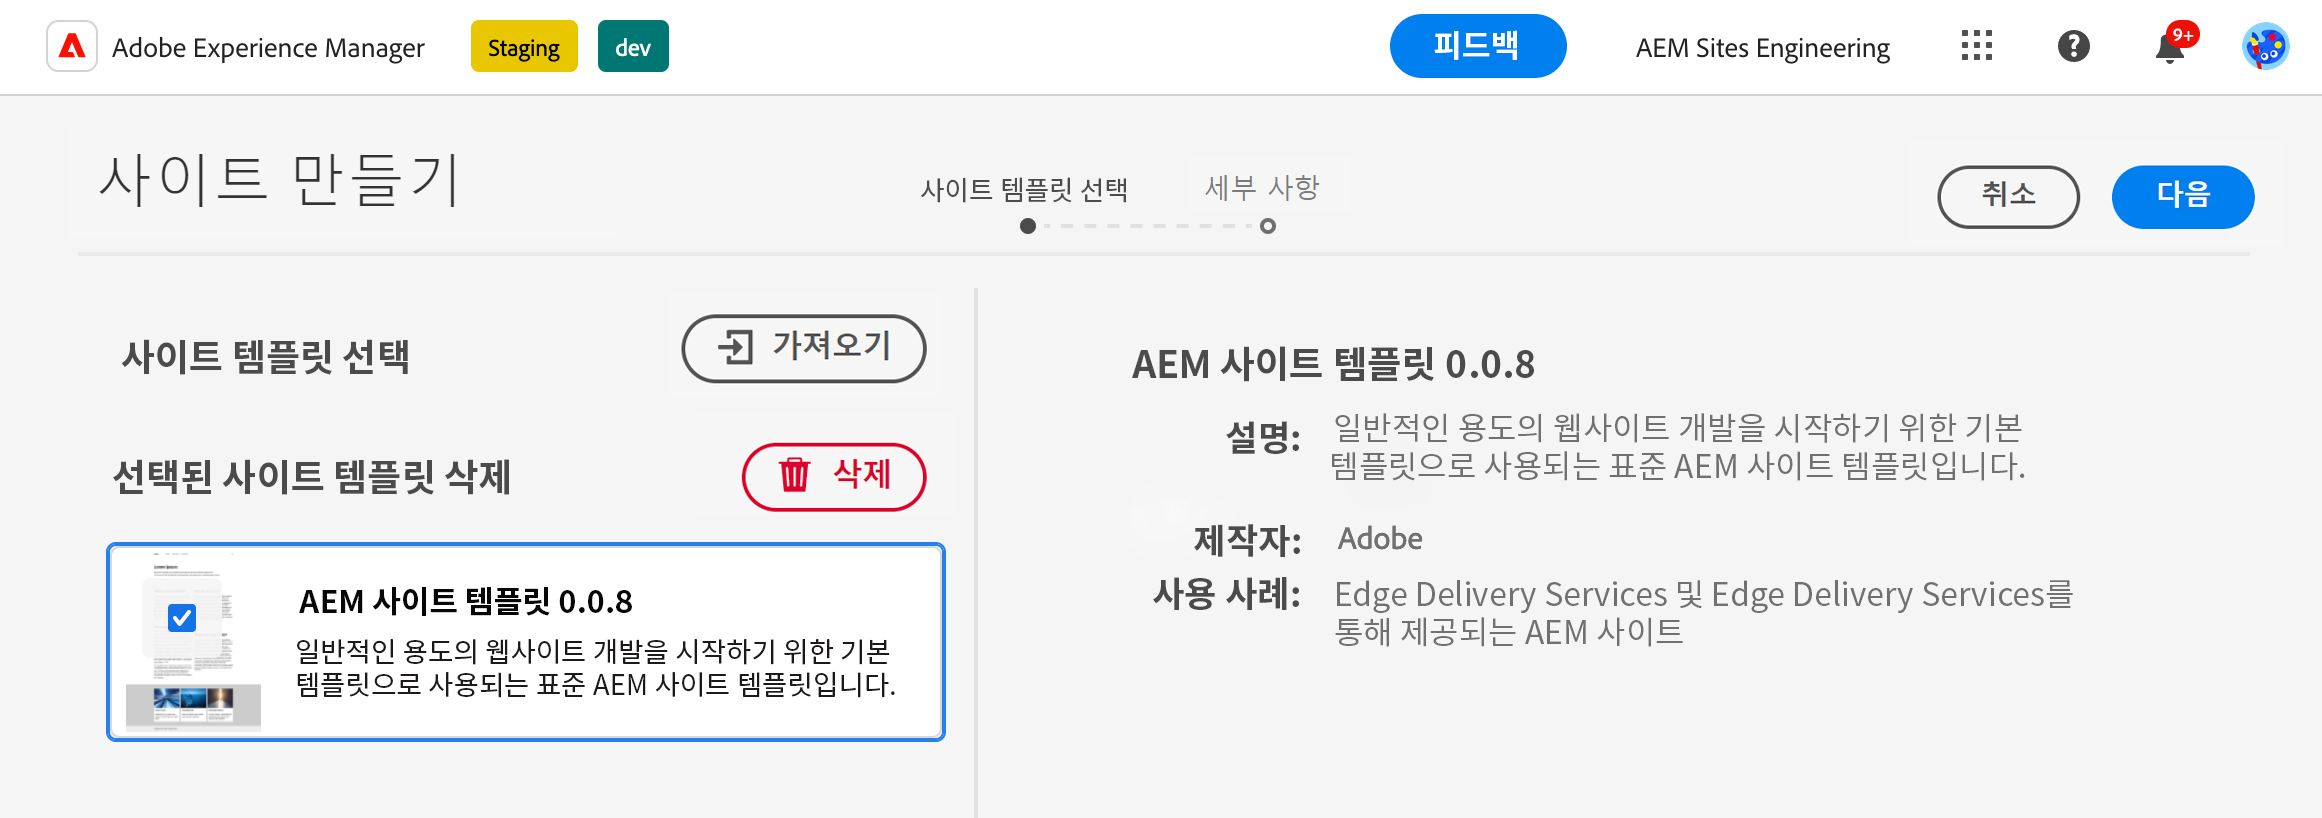 Adobe Experience Manager Staging dev 피드백 AEM Sites Engineering 9+
사이트 만들기
사이트 템플릿 선택 세부 사항
취소 다음
사이트 템플릿 선택 가져오기
선택된 사이트 템플릿 삭제 삭제
AEM 사이트 템플릿 0.0.8
일반적인 용도의 웹사이트 개발을 시작하기 위한 기본
템플릿으로 사용되는 표준 AEM 사이트 템플릿입니다.
AEM 사이트 템플릿 0.0.8
설명: 일반적인 용도의 웹사이트 개발을 시작하기 위한 기본
템플릿으로 사용되는 표준 AEM 사이트 템플릿입니다.
제작자: Adobe
사용 사례: Edge Delivery Services 및 Edge Delivery Services를
통해 제공되는 AEM 사이트